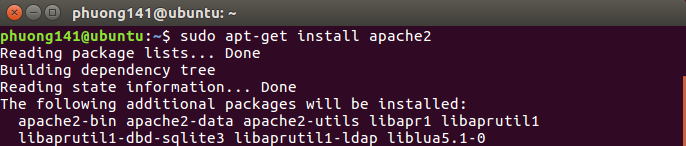 phuong141@ubuntu: ~
phuong141@ubuntu:~$ sudo apt-get install apache2
Reading package lists... Done
Building dependency tree
Reading state information... Done
The following additional packages will be installed:
  apache2-bin apache2-data apache2-utils libapr1 libaprutil1
  libaprutil1-dbd-sqlite3 libaprutil1-ldap liblua5.1-0